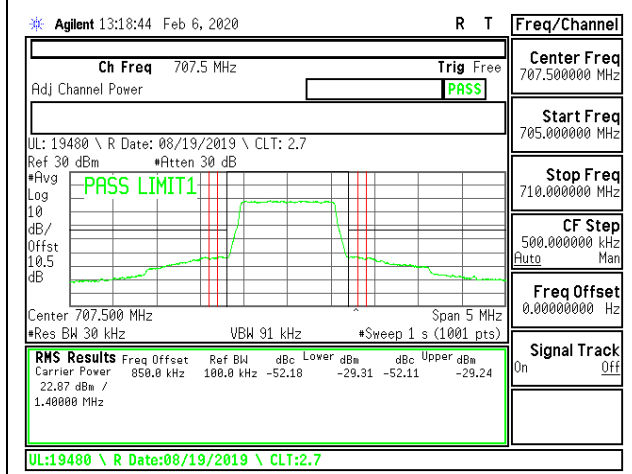 Agilent 13:18:44 Feb 6, 2020 R T
Ch Freq 707.5 MHz Trig Free
Adj Channel Power PASS
UL: 19480 \ R Date: 08/19/2019 \ CLT: 2.7
Ref 30 dBm #Atten 30 dB
#Avg
Log
10
dB/
Offst
10.5
dB
PASS LIMIT1
Center 707.500 MHz Span 5 MHz
#Res BW 30 kHz VBW 91 kHz #Sweep 1 s (1001 pts)
RMS Results Freq Offset Ref BW dBc Lower dBm dBc Upper dBm
Carrier Power 850.0 kHz 100.0 kHz -52.18 -29.31 -52.11 -29.24
22.87 dBm /
1.40000 MHz
UL:19480 \ R Date:08/19/2019 \ CLT:2.7
Freq/Channel
Center Freq
707.500000 MHz
Start Freq
705.000000 MHz
Stop Freq
710.000000 MHz
CF Step
500.000000 kHz
Auto Man
Freq Offset
0.00000000 Hz
Signal Track
On Off